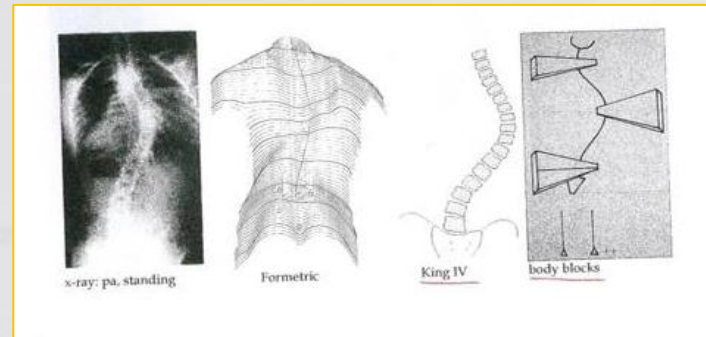 x-ray: pa, standing
Formetric
King IV
body blocks